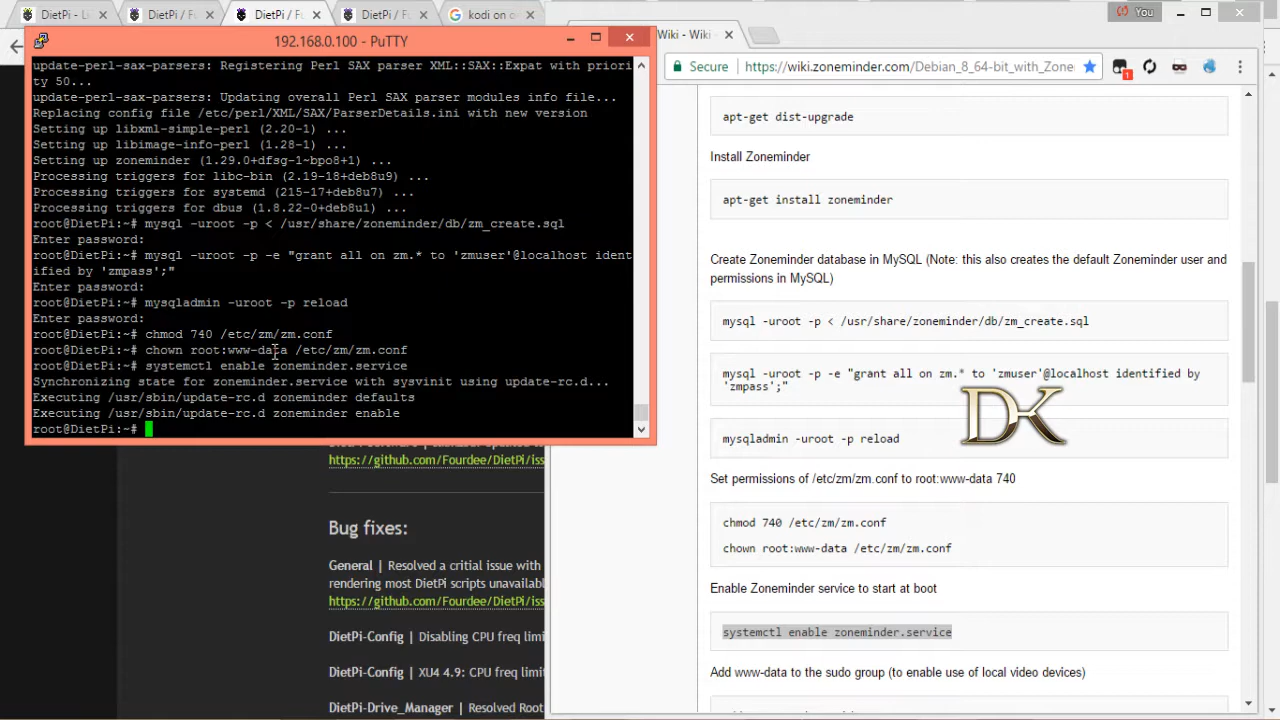 DietPi - Li
DietPi / Fu
DietPi / Fu
DietPi / Fu
kodi on o
You
192.168.0.100 - PuTTY
Wiki - Wiki
Secure
https://wiki.zoneminder.com/Debian_8_64-bit_with_Zone
1
update-perl-sax-parsers: Registering Perl SAX parser XML::SAX::Expat with priori
ty 50...
update-perl-sax-parsers: Updating overall Perl SAX parser modules info file...
Replacing config file /etc/perl/XML/SAX/ParserDetails.ini with new version
Setting up libxml-simple-perl (2.20-1) ...
Setting up libimage-info-perl (1.28-1) ...
Setting up zoneminder (1.29.0+dfsg-1~bpo8+1) ...
Processing triggers for libc-bin (2.19-18+deb8u9) ...
Processing triggers for systemd (215-17+deb8u7) ...
Processing triggers for dbus (1.8.22-0+deb8u1) ...
root@DietPi:~# mysql -uroot -p < /usr/share/zoneminder/db/zm_create.sql
Enter password:
root@DietPi:~# mysql -uroot -p -e "grant all on zm.* to 'zmuser'@localhost ident
ified by 'zmpass';"
Enter password:
root@DietPi:~# mysqladmin -uroot -p reload
Enter password:
root@DietPi:~# chmod 740 /etc/zm/zm.conf
root@DietPi:~# chown root:www-data /etc/zm/zm.conf
root@DietPi:~# systemctl enable zoneminder.service
Synchronizing state for zoneminder.service with sysvinit using update-rc.d...
Executing /usr/sbin/update-rc.d zoneminder defaults
Executing /usr/sbin/update-rc.d zoneminder enable
root@DietPi:~#
https://github.com/Fourdee/DietPi/iss
Bug fixes:
General | Resolved a critial issue with
rendering most DietPi scripts unavailab
https://github.com/Fourdee/DietPi/iss
DietPi-Config | Disabling CPU freq limi
DietPi-Config | XU4 4.9: CPU freq limit
DietPi-Drive_Manager | Resolved Root
apt-get dist-upgrade
Install Zoneminder
apt-get install zoneminder
Create Zoneminder database in MySQL (Note: this also creates the default Zoneminder user and
permissions in MySQL)
mysql -uroot -p < /usr/share/zoneminder/db/zm_create.sql
mysql -uroot -p -e "grant all on zm.* to 'zmuser'@localhost identified by
'zmpass';"
DK
mysqladmin -uroot -p reload
Set permissions of /etc/zm/zm.conf to root:www-data 740
chmod 740 /etc/zm/zm.conf
chown root:www-data /etc/zm/zm.conf
Enable Zoneminder service to start at boot
systemctl enable zoneminder.service
Add www-data to the sudo group (to enable use of local video devices)